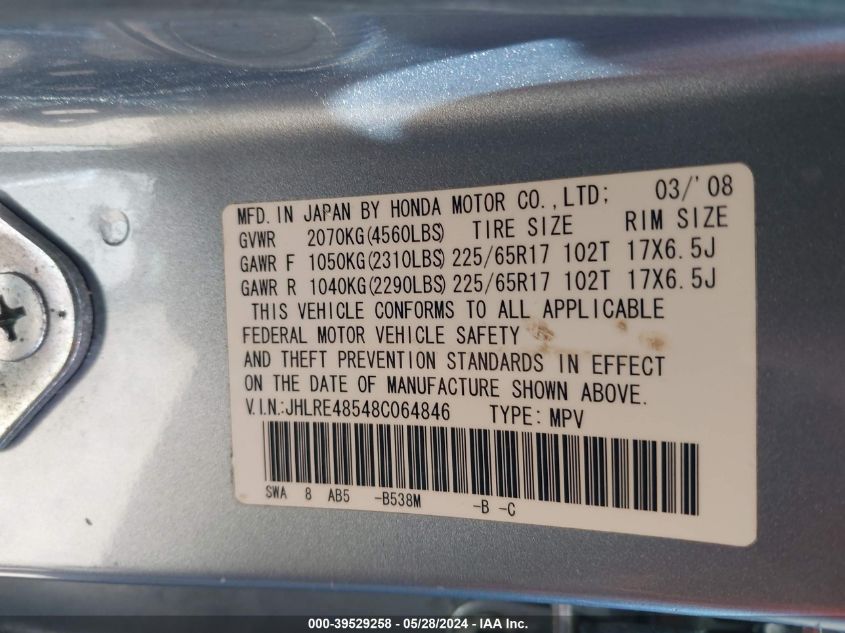 MFD. IN JAPAN BY HONDA MOTOR CO., LTD; 03/'08
GVWR 2070KG(4560LBS) TIRE SIZE RIM SIZE
GAWR F 1050KG(2310LBS) 225/65R17 102T 17X6.5J
GAWR R 1040KG(2290LBS) 225/65R17 102T 17X6.5J
THIS VEHICLE CONFORMS TO ALL APPLICABLE
FEDERAL MOTOR VEHICLE SAFETY
AND THEFT PREVENTION STANDARDS IN EFFECT
ON THE DATE OF MANUFACTURE SHOWN ABOVE.
V.I.N.:JHLRE48548C064846 TYPE: MPV
SWA 8 AB5 -B538M -B -C
000-39529258 - 05/28/2024 - IAA Inc.